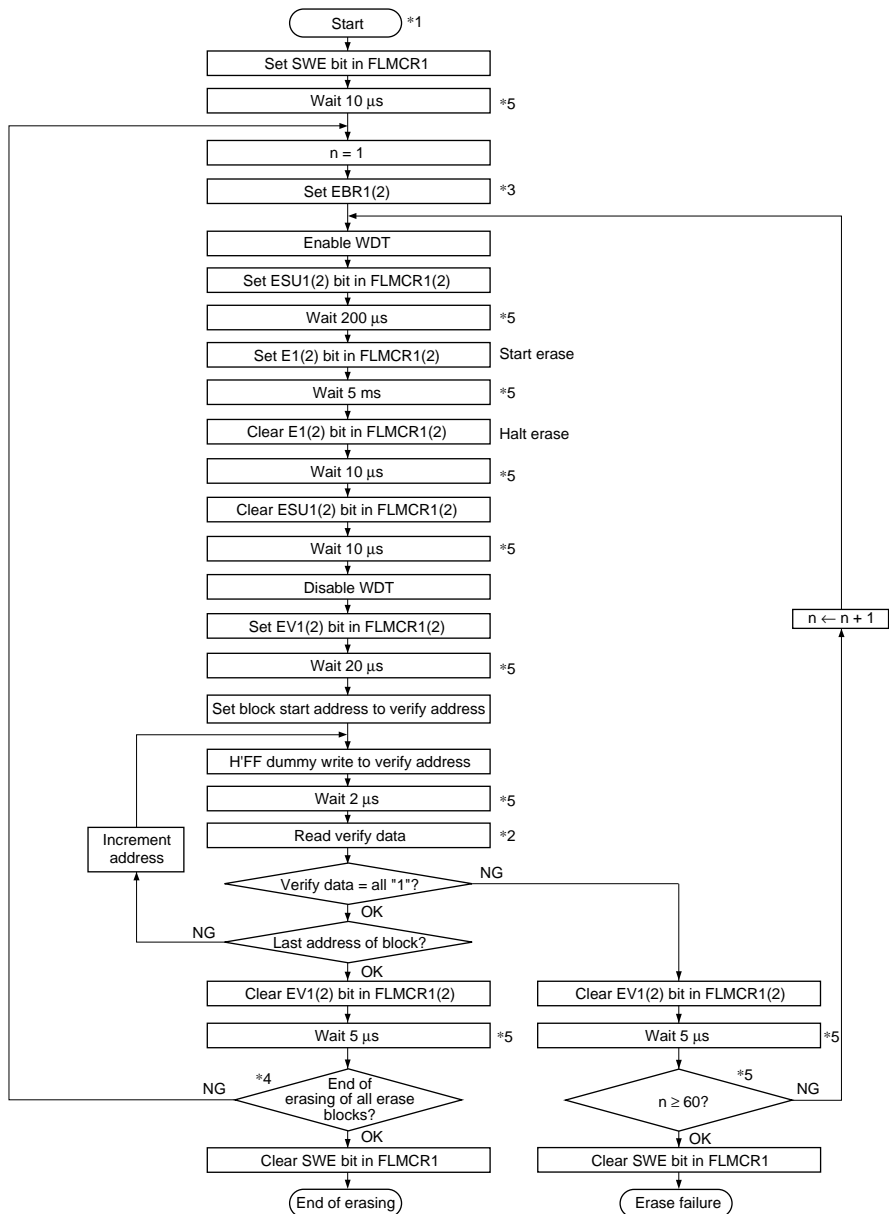 Start *1
Set SWE bit in FLMCR1
Wait 10 µs *5
n = 1
Set EBR1(2) *3
Enable WDT
Set ESU1(2) bit in FLMCR1(2)
Wait 200 µs *5
Set E1(2) bit in FLMCR1(2) Start erase
Wait 5 ms *5
Clear E1(2) bit in FLMCR1(2) Halt erase
Wait 10 µs *5
Clear ESU1(2) bit in FLMCR1(2)
Wait 10 µs *5
Disable WDT
n ← n + 1
Set EV1(2) bit in FLMCR1(2)
Wait 20 µs *5
Set block start address to verify address
H'FF dummy write to verify address
Wait 2 µs *5
Increment
address
Read verify data *2
Verify data = all "1"? NG
OK
NG Last address of block?
OK
Clear EV1(2) bit in FLMCR1(2) Clear EV1(2) bit in FLMCR1(2)
Wait 5 µs *5 Wait 5 µs *5
NG *4 End of
erasing of all erase
blocks?
*5
n ≥ 60? NG
OK OK
Clear SWE bit in FLMCR1 Clear SWE bit in FLMCR1
End of erasing Erase failure